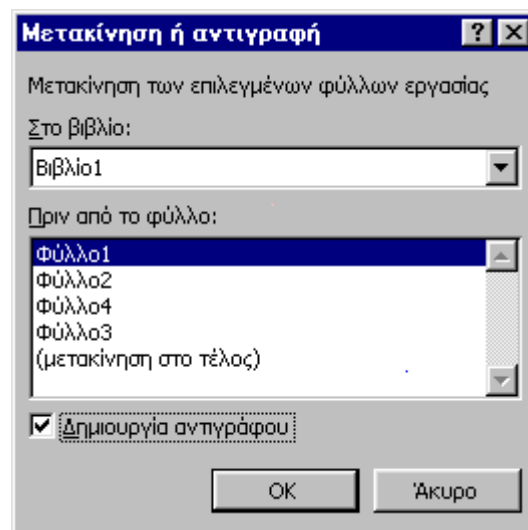 Μετακίνηση ή αντιγραφή
Μετακίνηση των επιλεγμένων φύλλων εργασίας
Στο βιβλίο:
Βιβλίο1
Πριν από το φύλλο:
Φύλλο1
Φύλλο2
Φύλλο4
Φύλλο3
(μετακίνηση στο τέλος)
Δημιουργία αντιγράφου
OK Άκυρο